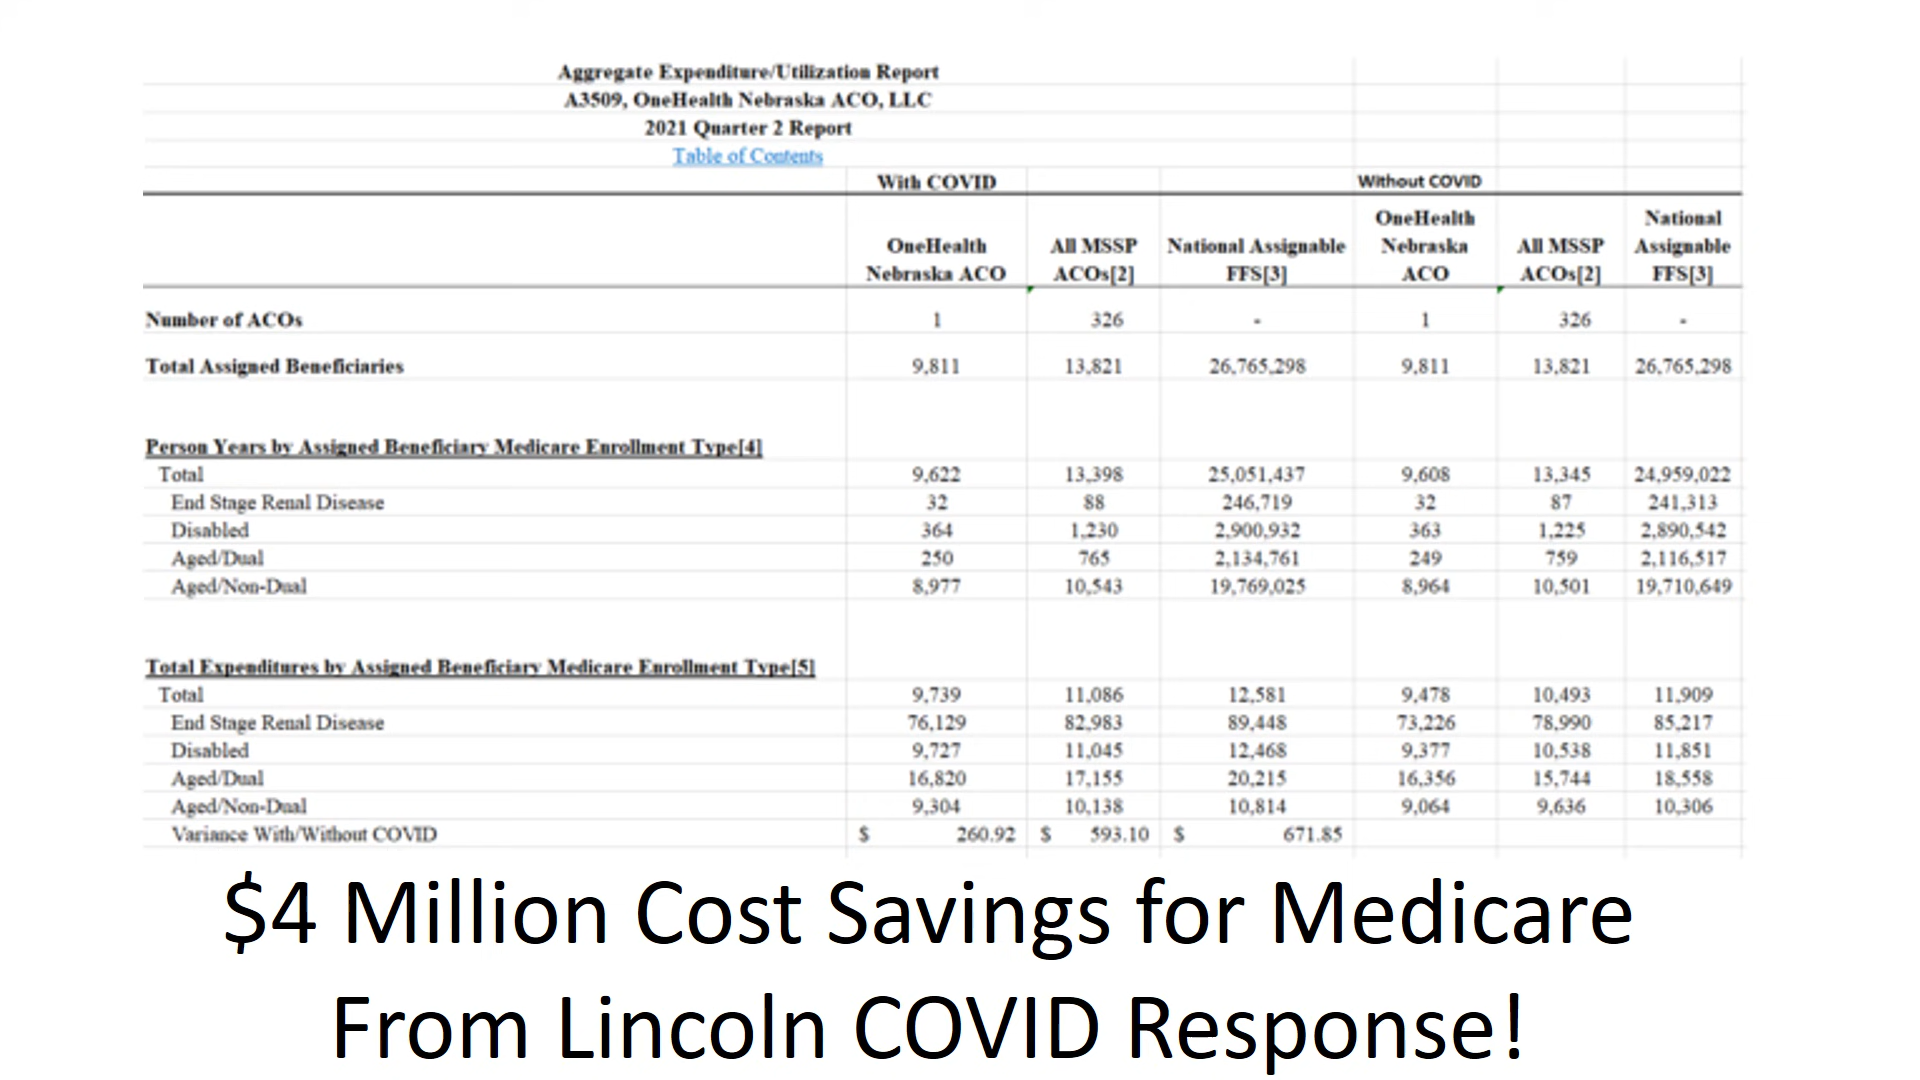 Aggregate Expenditure/Utilization Report
A3509, OneHealth Nebraska ACO, LLC
2021 Quarter 2 Report
Table of Contents
With COVID Without COVID
OneHealth Nebraska ACO All MSSP ACOs[2] National Assignable FFS[3] OneHealth Nebraska ACO All MSSP ACOs[2] National Assignable FFS[3]
Number of ACOs 1 326 - 1 326 -
Total Assigned Beneficiaries 9,811 13,821 26,765,298 9,811 13,821 26,765,298
Person Years by Assigned Beneficiary Medicare Enrollment Type[4]
Total 9,622 13,398 25,051,437 9,608 13,345 24,959,022
End Stage Renal Disease 32 88 246,719 32 87 241,313
Disabled 364 1,230 2,900,932 363 1,225 2,890,542
Aged/Dual 250 765 2,134,761 249 759 2,116,517
Aged/Non-Dual 8,977 10,543 19,769,025 8,964 10,501 19,710,649
Total Expenditures by Assigned Beneficiary Medicare Enrollment Type[5]
Total 9,739 11,086 12,581 9,478 10,493 11,909
End Stage Renal Disease 76,129 82,983 89,448 73,226 78,990 85,217
Disabled 9,727 11,045 12,468 9,377 10,538 11,851
Aged/Dual 16,820 17,155 20,215 16,356 15,744 18,558
Aged/Non-Dual 9,304 10,138 10,814 9,064 9,636 10,306
Variance With/Without COVID $ 260.92 $ 593.10 $ 671.85
$4 Million Cost Savings for Medicare
From Lincoln COVID Response!